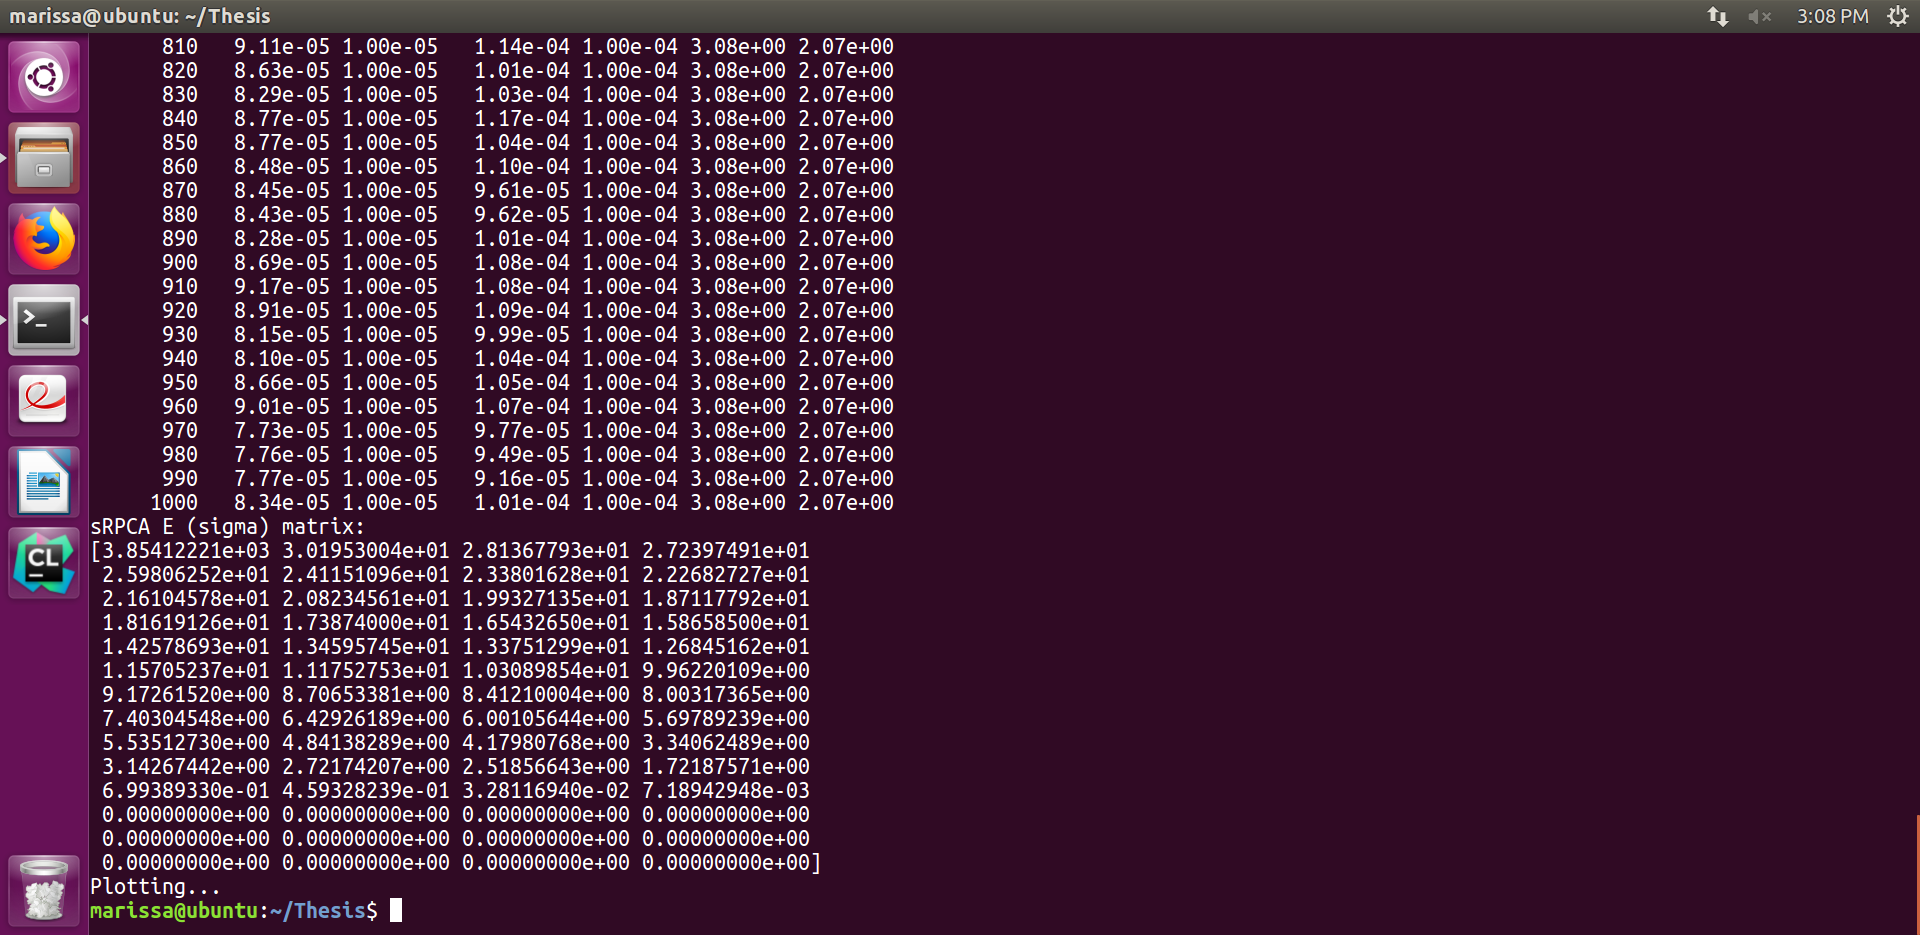 marissa@ubuntu: ~/Thesis 3:08 PM
810 9.11e-05 1.00e-05 1.14e-04 1.00e-04 3.08e+00 2.07e+00
820 8.63e-05 1.00e-05 1.01e-04 1.00e-04 3.08e+00 2.07e+00
830 8.29e-05 1.00e-05 1.03e-04 1.00e-04 3.08e+00 2.07e+00
840 8.77e-05 1.00e-05 1.17e-04 1.00e-04 3.08e+00 2.07e+00
850 8.77e-05 1.00e-05 1.04e-04 1.00e-04 3.08e+00 2.07e+00
860 8.48e-05 1.00e-05 1.10e-04 1.00e-04 3.08e+00 2.07e+00
870 8.45e-05 1.00e-05 9.61e-05 1.00e-04 3.08e+00 2.07e+00
880 8.43e-05 1.00e-05 9.62e-05 1.00e-04 3.08e+00 2.07e+00
890 8.28e-05 1.00e-05 1.01e-04 1.00e-04 3.08e+00 2.07e+00
900 8.69e-05 1.00e-05 1.08e-04 1.00e-04 3.08e+00 2.07e+00
910 9.17e-05 1.00e-05 1.08e-04 1.00e-04 3.08e+00 2.07e+00
920 8.91e-05 1.00e-05 1.09e-04 1.00e-04 3.08e+00 2.07e+00
930 8.15e-05 1.00e-05 9.99e-05 1.00e-04 3.08e+00 2.07e+00
940 8.10e-05 1.00e-05 1.04e-04 1.00e-04 3.08e+00 2.07e+00
950 8.66e-05 1.00e-05 1.05e-04 1.00e-04 3.08e+00 2.07e+00
960 9.01e-05 1.00e-05 1.07e-04 1.00e-04 3.08e+00 2.07e+00
970 7.73e-05 1.00e-05 9.77e-05 1.00e-04 3.08e+00 2.07e+00
980 7.76e-05 1.00e-05 9.49e-05 1.00e-04 3.08e+00 2.07e+00
990 7.77e-05 1.00e-05 9.16e-05 1.00e-04 3.08e+00 2.07e+00
1000 8.34e-05 1.00e-05 1.01e-04 1.00e-04 3.08e+00 2.07e+00
sRPCA E (sigma) matrix:
[3.85412221e+03 3.01953004e+01 2.81367793e+01 2.72397491e+01
2.59806252e+01 2.41151096e+01 2.33801628e+01 2.22682727e+01
2.16104578e+01 2.08234561e+01 1.99327135e+01 1.87117792e+01
1.81619126e+01 1.73874000e+01 1.65432650e+01 1.58658500e+01
1.42578693e+01 1.34595745e+01 1.33751299e+01 1.26845162e+01
1.15705237e+01 1.11752753e+01 1.03089854e+01 9.96220109e+00
9.17261520e+00 8.70653381e+00 8.41210004e+00 8.00317365e+00
7.40304548e+00 6.42926189e+00 6.00105644e+00 5.69789239e+00
5.53512730e+00 4.84138289e+00 4.17980768e+00 3.34062489e+00
3.14267442e+00 2.72174207e+00 2.51856643e+00 1.72187571e+00
6.99389330e-01 4.59328239e-01 3.28116940e-02 7.18942948e-03
0.00000000e+00 0.00000000e+00 0.00000000e+00 0.00000000e+00
0.00000000e+00 0.00000000e+00 0.00000000e+00 0.00000000e+00
0.00000000e+00 0.00000000e+00 0.00000000e+00 0.00000000e+00]
Plotting...
marissa@ubuntu:~/Thesis$
>_
CL